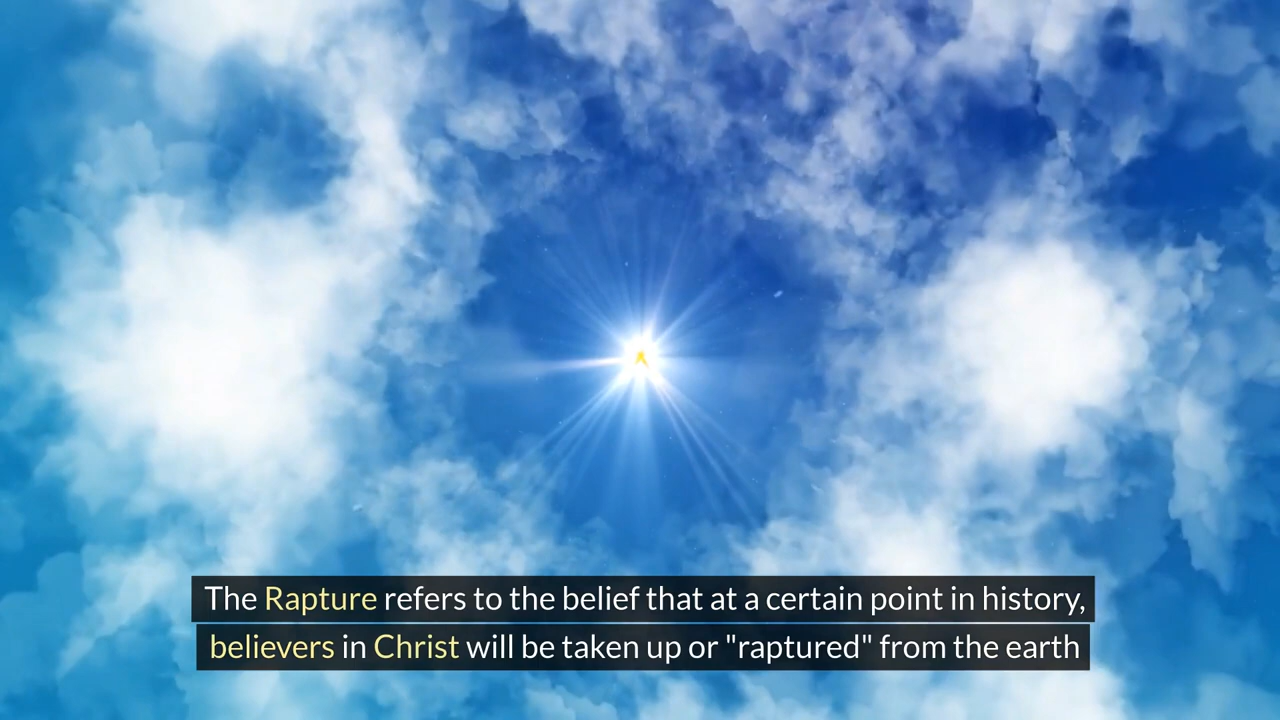 The Rapture refers to the belief that at a certain point in history,
believers in Christ will be taken up or "raptured" from the earth